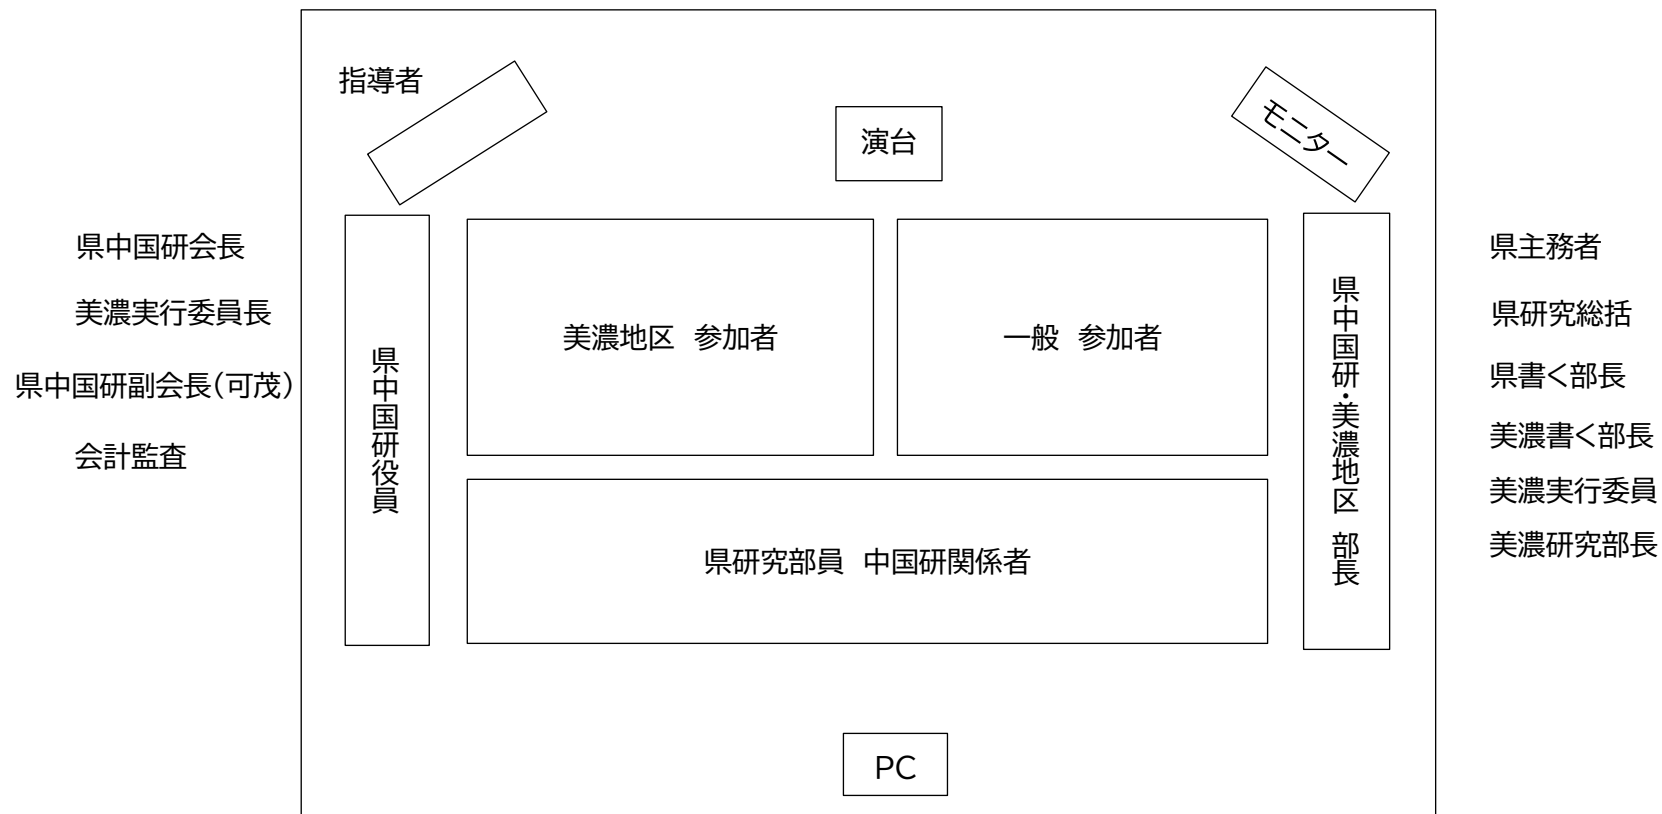 指導者
演台
モニター
県中国研会長
美濃実行委員長
県中国研副会長(可茂)
会計監査
県中国研役員
美濃地区　参加者
一般　参加者
県研究部員　中国研関係者
県中国研・美濃地区　部長
県主務者
県研究総括
県書く部長
美濃書く部長
美濃実行委員
美濃研究部長
PC